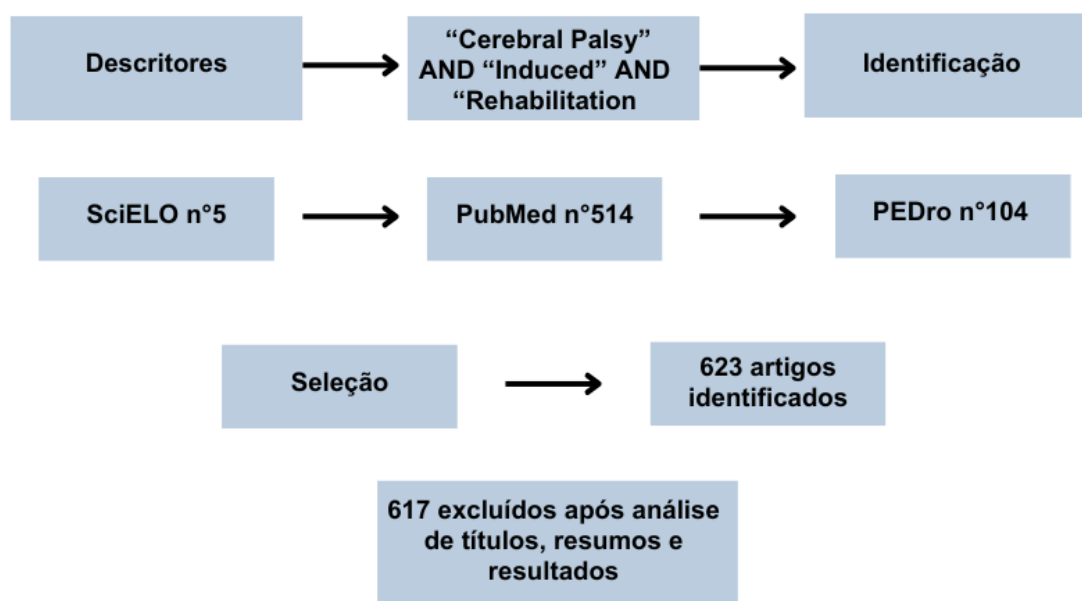 Descritores
“Cerebral Palsy”
AND “Induced” AND
“Rehabilitation
Identificação
SciELO n°5
PubMed n°514
PEDro n°104
Seleção
623 artigos
identificados
617 excluídos após análise
de títulos, resumos e
resultados